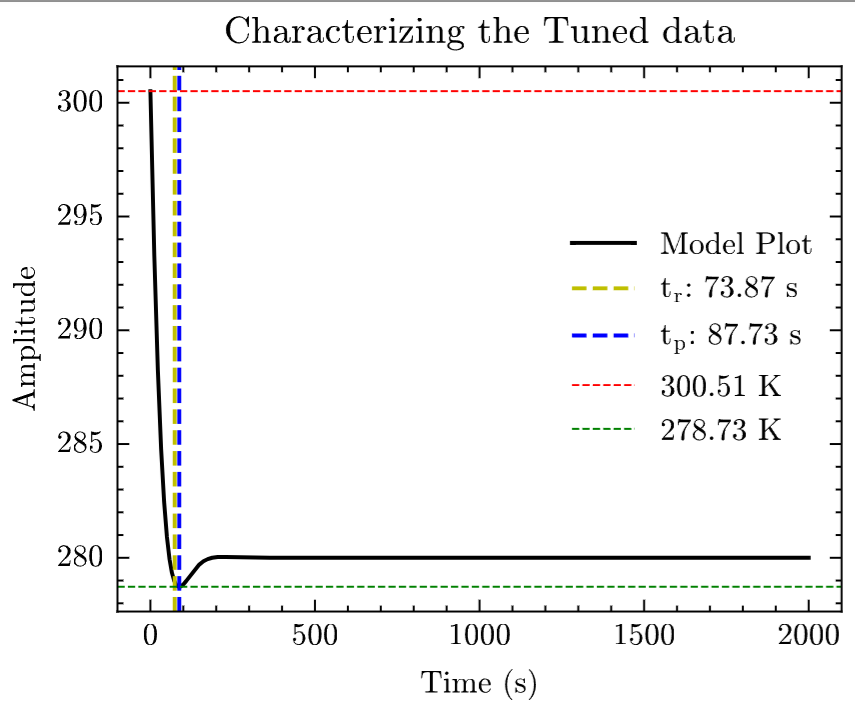 Characterizing the Tuned data
300
295
290
285
280
Amplitude
Model Plot
tᵣ: 73.87 s
tₚ: 87.73 s
300.51 K
278.73 K
0 500 1000 1500 2000
Time (s)